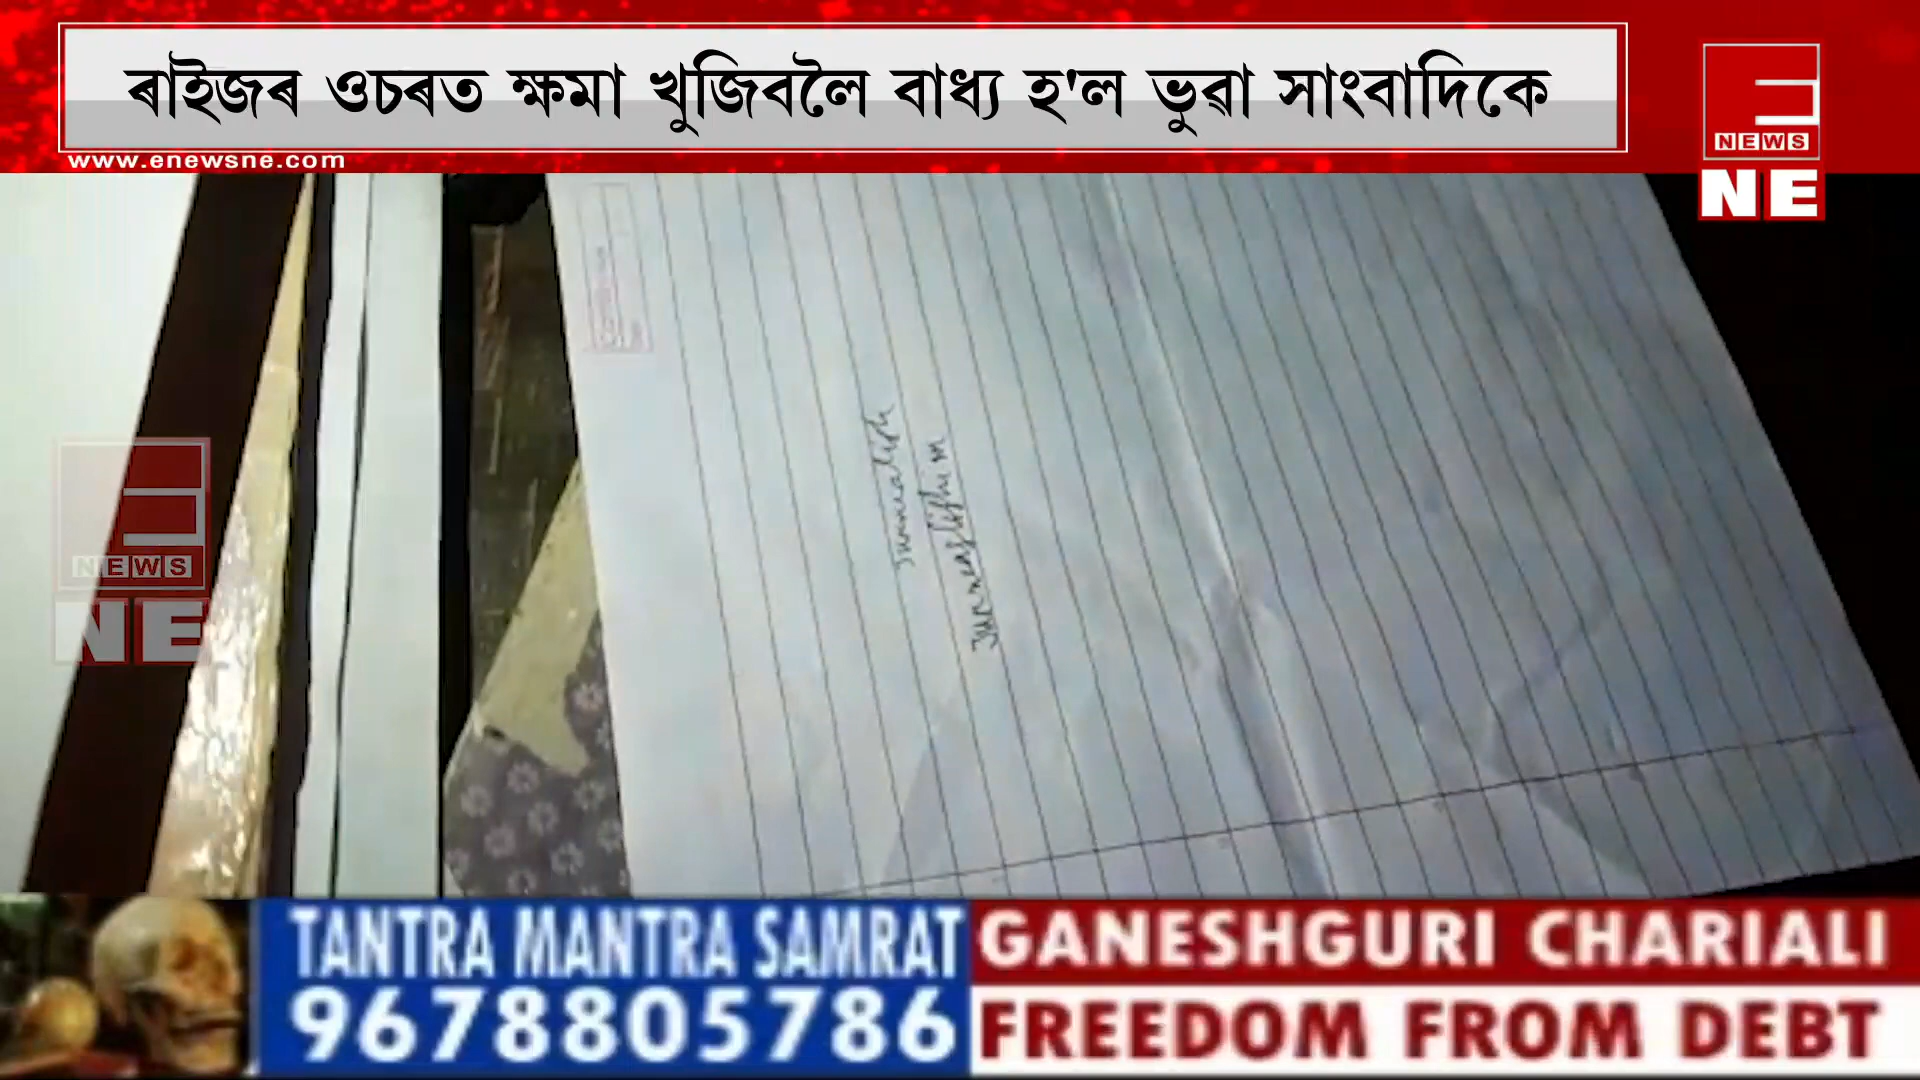 ৰাইজৰ ওচৰত ক্ষমা খুজিবলৈ বাধ্য হ'ল ভুৱা সাংবাদিকে
www.enewsne.com
E
NEWS
NE
E
NEWS
NE
TANTRA MANTRA SAMRAT
9678805786
GANESHGURI CHARIALI
FREEDOM FROM DEBT